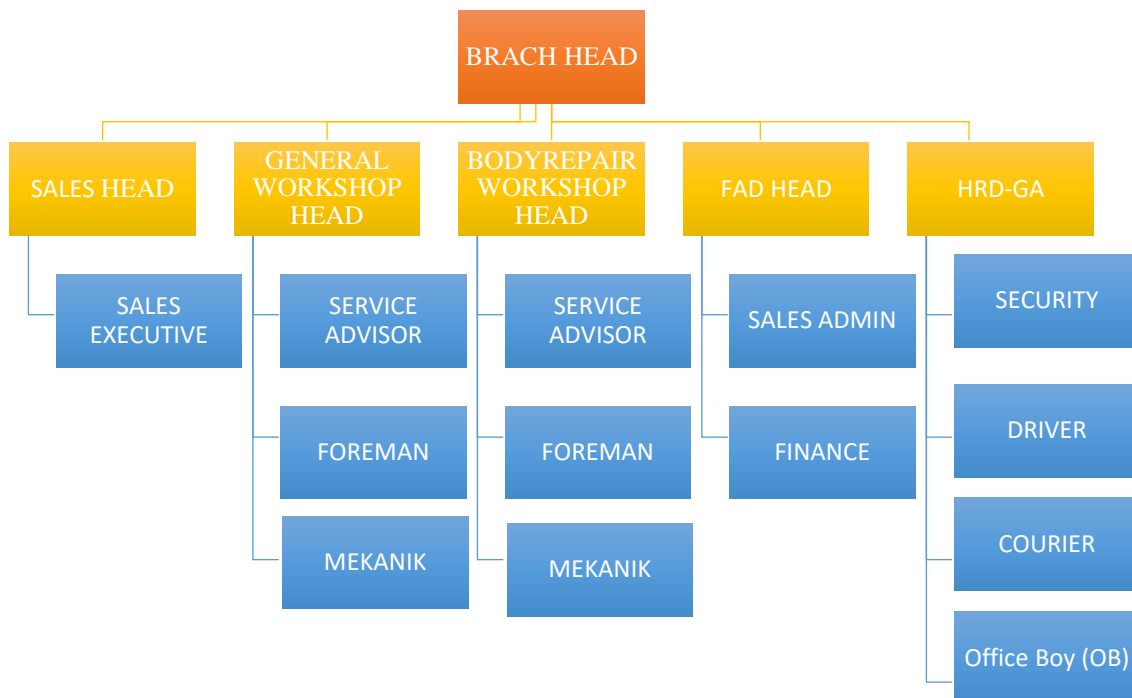 BRACH HEAD
SALES HEAD
GENERAL
WORKSHOP
HEAD
BODYREPAIR
WORKSHOP
HEAD
FAD HEAD
HRD-GA
SALES
EXECUTIVE
SERVICE
ADVISOR
FOREMAN
MEKANIK
SERVICE
ADVISOR
FOREMAN
MEKANIK
SALES ADMIN
FINANCE
SECURITY
DRIVER
COURIER
Office Boy (OB)